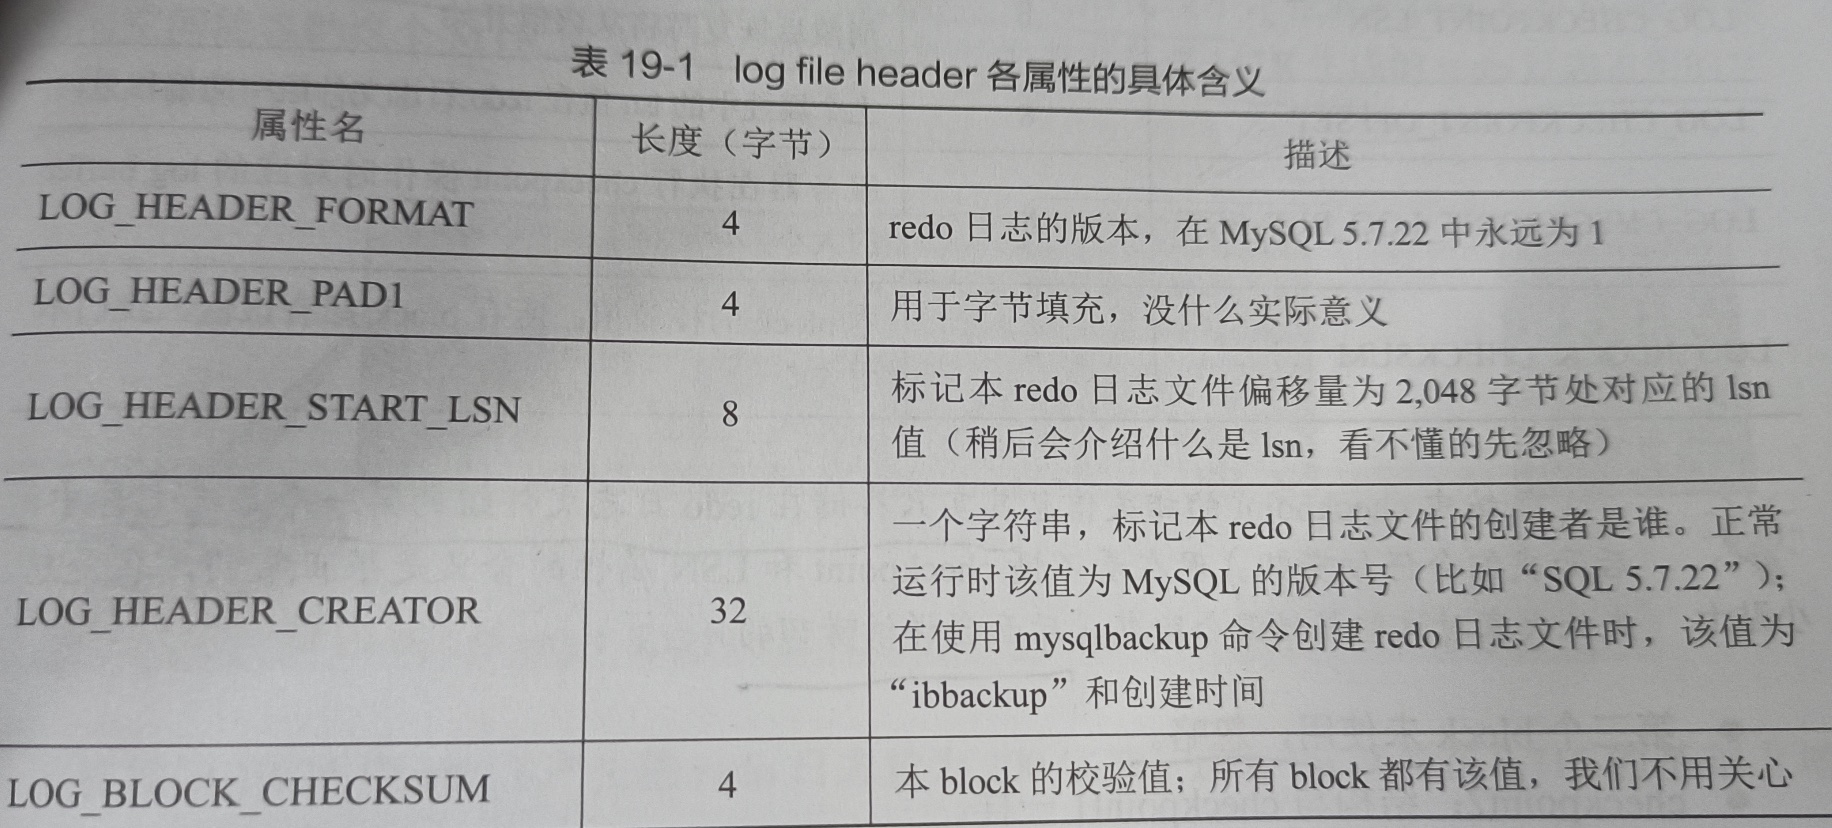 表 19-1 log file header 各属性的具体含义
属性名 长度（字节） 描述
LOG_HEADER_FORMAT 4 redo 日志的版本，在 MySQL 5.7.22 中永远为 1
LOG_HEADER_PAD1 4 用于字节填充，没什么实际意义
LOG_HEADER_START_LSN 8 标记本 redo 日志文件偏移量为 2,048 字节处对应的 lsn
值（稍后会介绍什么是 lsn，看不懂的先忽略）
一个字符串，标记本 redo 日志文件的创建者是谁。正常
运行时该值为 MySQL 的版本号（比如“SQL 5.7.22”）；
LOG_HEADER_CREATOR 32 在使用 mysqlbackup 命令创建 redo 日志文件时，该值为
“ibbackup”和创建时间
LOG_BLOCK_CHECKSUM 4 本 block 的校验值；所有 block 都有该值，我们不用关心